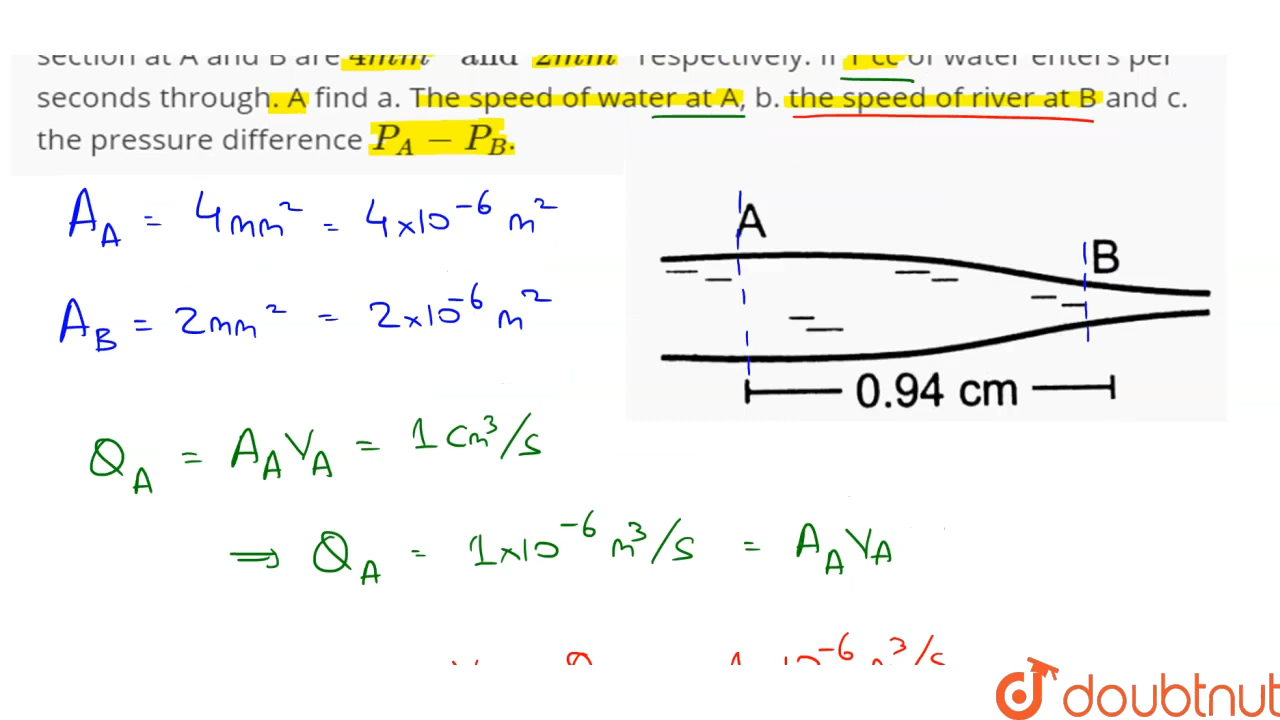 section at A and B are 4mm² and 2mm² respectively. If 1 cc of water enters per
seconds through. A find a. The speed of water at A, b. the speed of river at B and c.
the pressure difference P_A − P_B.
A_A = 4mm² = 4×10⁻⁶ m²
A
B
A_B = 2mm² = 2×10⁻⁶ m²
0.94 cm
Q_A = A_A V_A = 1 cm³/s
⟹ Q_A = 1×10⁻⁶ m³/s = A_A V_A
10⁻⁶ m³/s
doubtnut